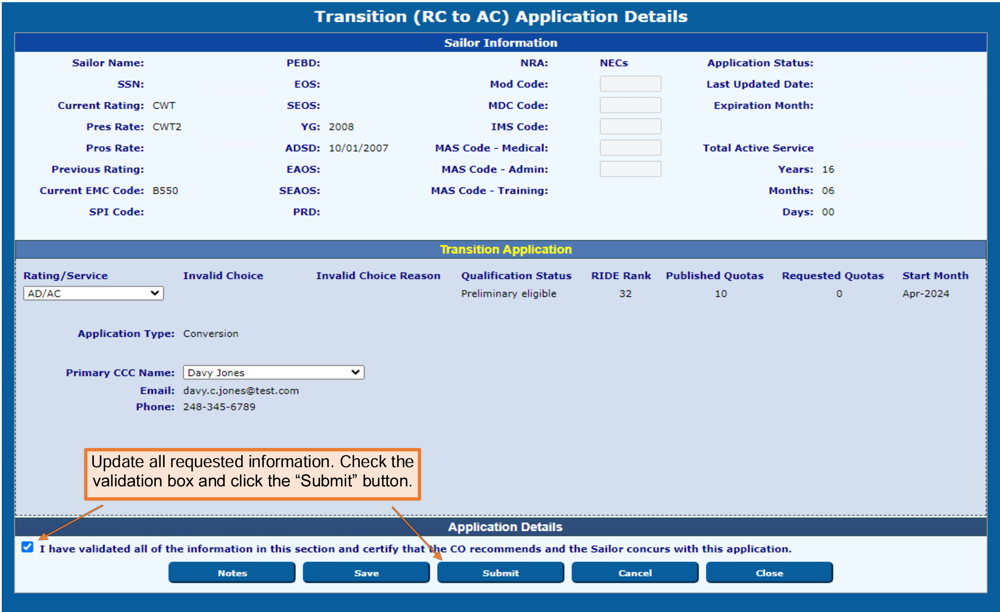 Transition (RC to AC) Application Details
Sailor Information
Sailor Name: PEBD: NRA: NECs Application Status:
SSN: EOS: Mod Code: Last Updated Date:
Current Rating: CWT SEOS: MDC Code: Expiration Month:
Pres Rate: CWT2 YG: 2008 IMS Code:
Pros Rate: ADSD: 10/01/2007 MAS Code - Medical: Total Active Service
Previous Rating: EAOS: MAS Code - Admin: Years: 16
Current EMC Code: B550 SEAOS: MAS Code - Training: Months: 06
SPI Code: PRD: Days: 00
Transition Application
Rating/Service Invalid Choice Invalid Choice Reason Qualification Status RIDE Rank Published Quotas Requested Quotas Start Month
AD/AC Preliminary eligible 32 10 0 Apr-2024
Application Type: Conversion
Primary CCC Name: Davy Jones
Email: davy.c.jones@test.com
Phone: 248-345-6789
Update all requested information. Check the
validation box and click the “Submit” button.
Application Details
I have validated all of the information in this section and certify that the CO recommends and the Sailor concurs with this application.
Notes Save Submit Cancel Close